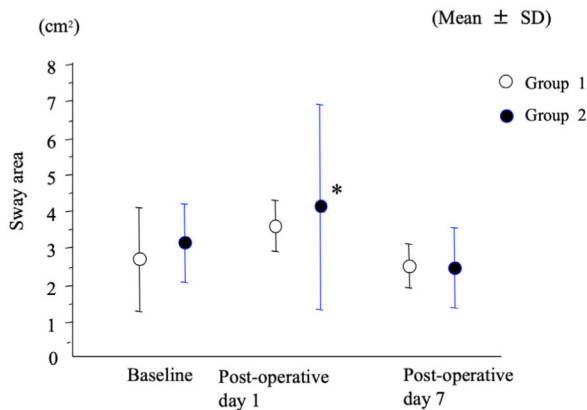 (cm²)
(Mean ± SD)
8
7
6
5
4
3
2
1
0
Sway area
Group 1
Group 2
*
Baseline
Post-operative
day 1
Post-operative
day 7